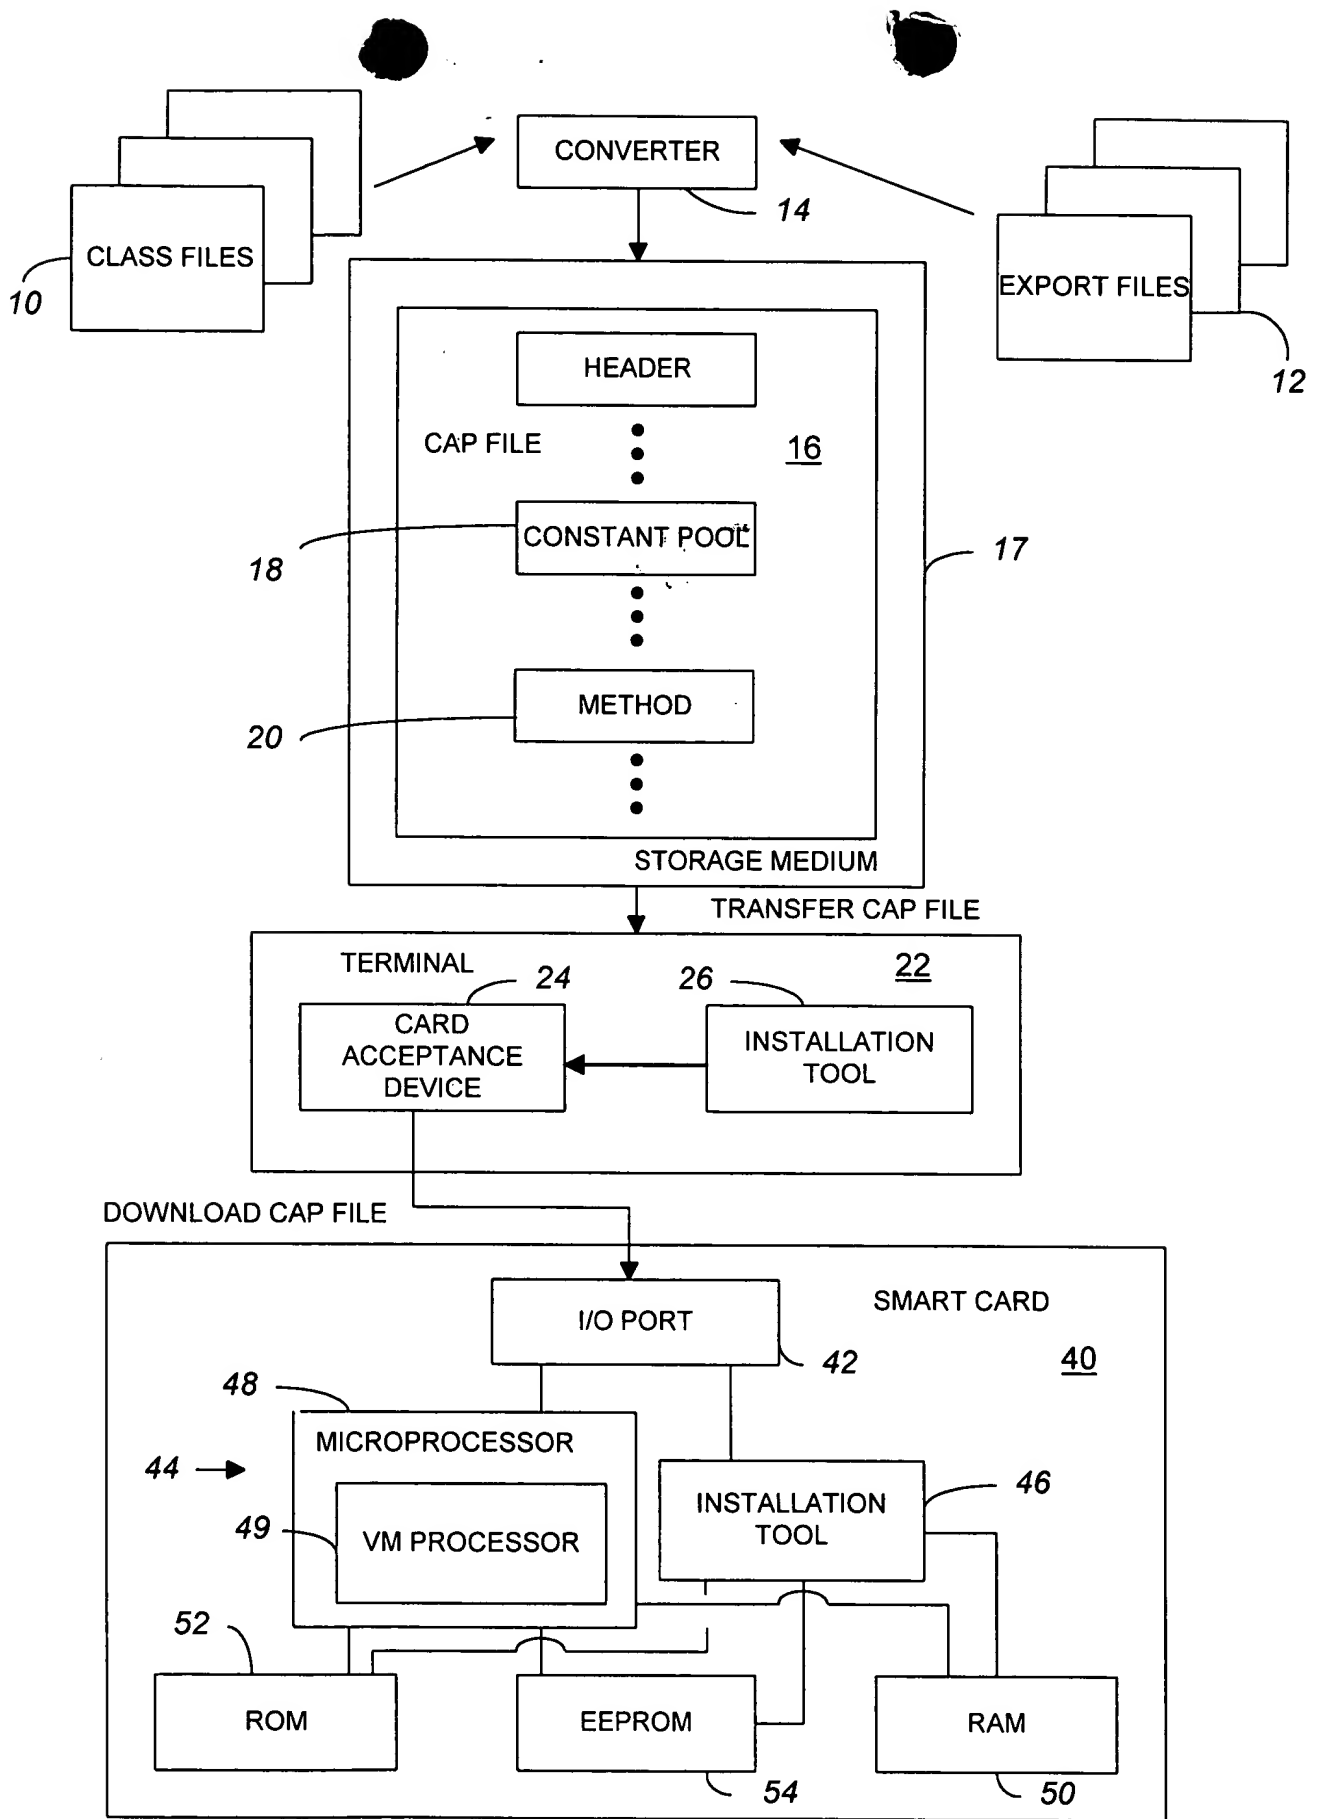 CONVERTER
14
CLASS FILES
10
EXPORT FILES
12
HEADER
CAP FILE
16
CONSTANT POOL
18
17
METHOD
20
STORAGE MEDIUM
TRANSFER CAP FILE
TERMINAL
22
24
26
CARD
ACCEPTANCE
DEVICE
INSTALLATION
TOOL
DOWNLOAD CAP FILE
I/O PORT
42
SMART CARD
40
48
MICROPROCESSOR
44
49
VM PROCESSOR
INSTALLATION
TOOL
46
52
ROM
EEPROM
54
RAM
50